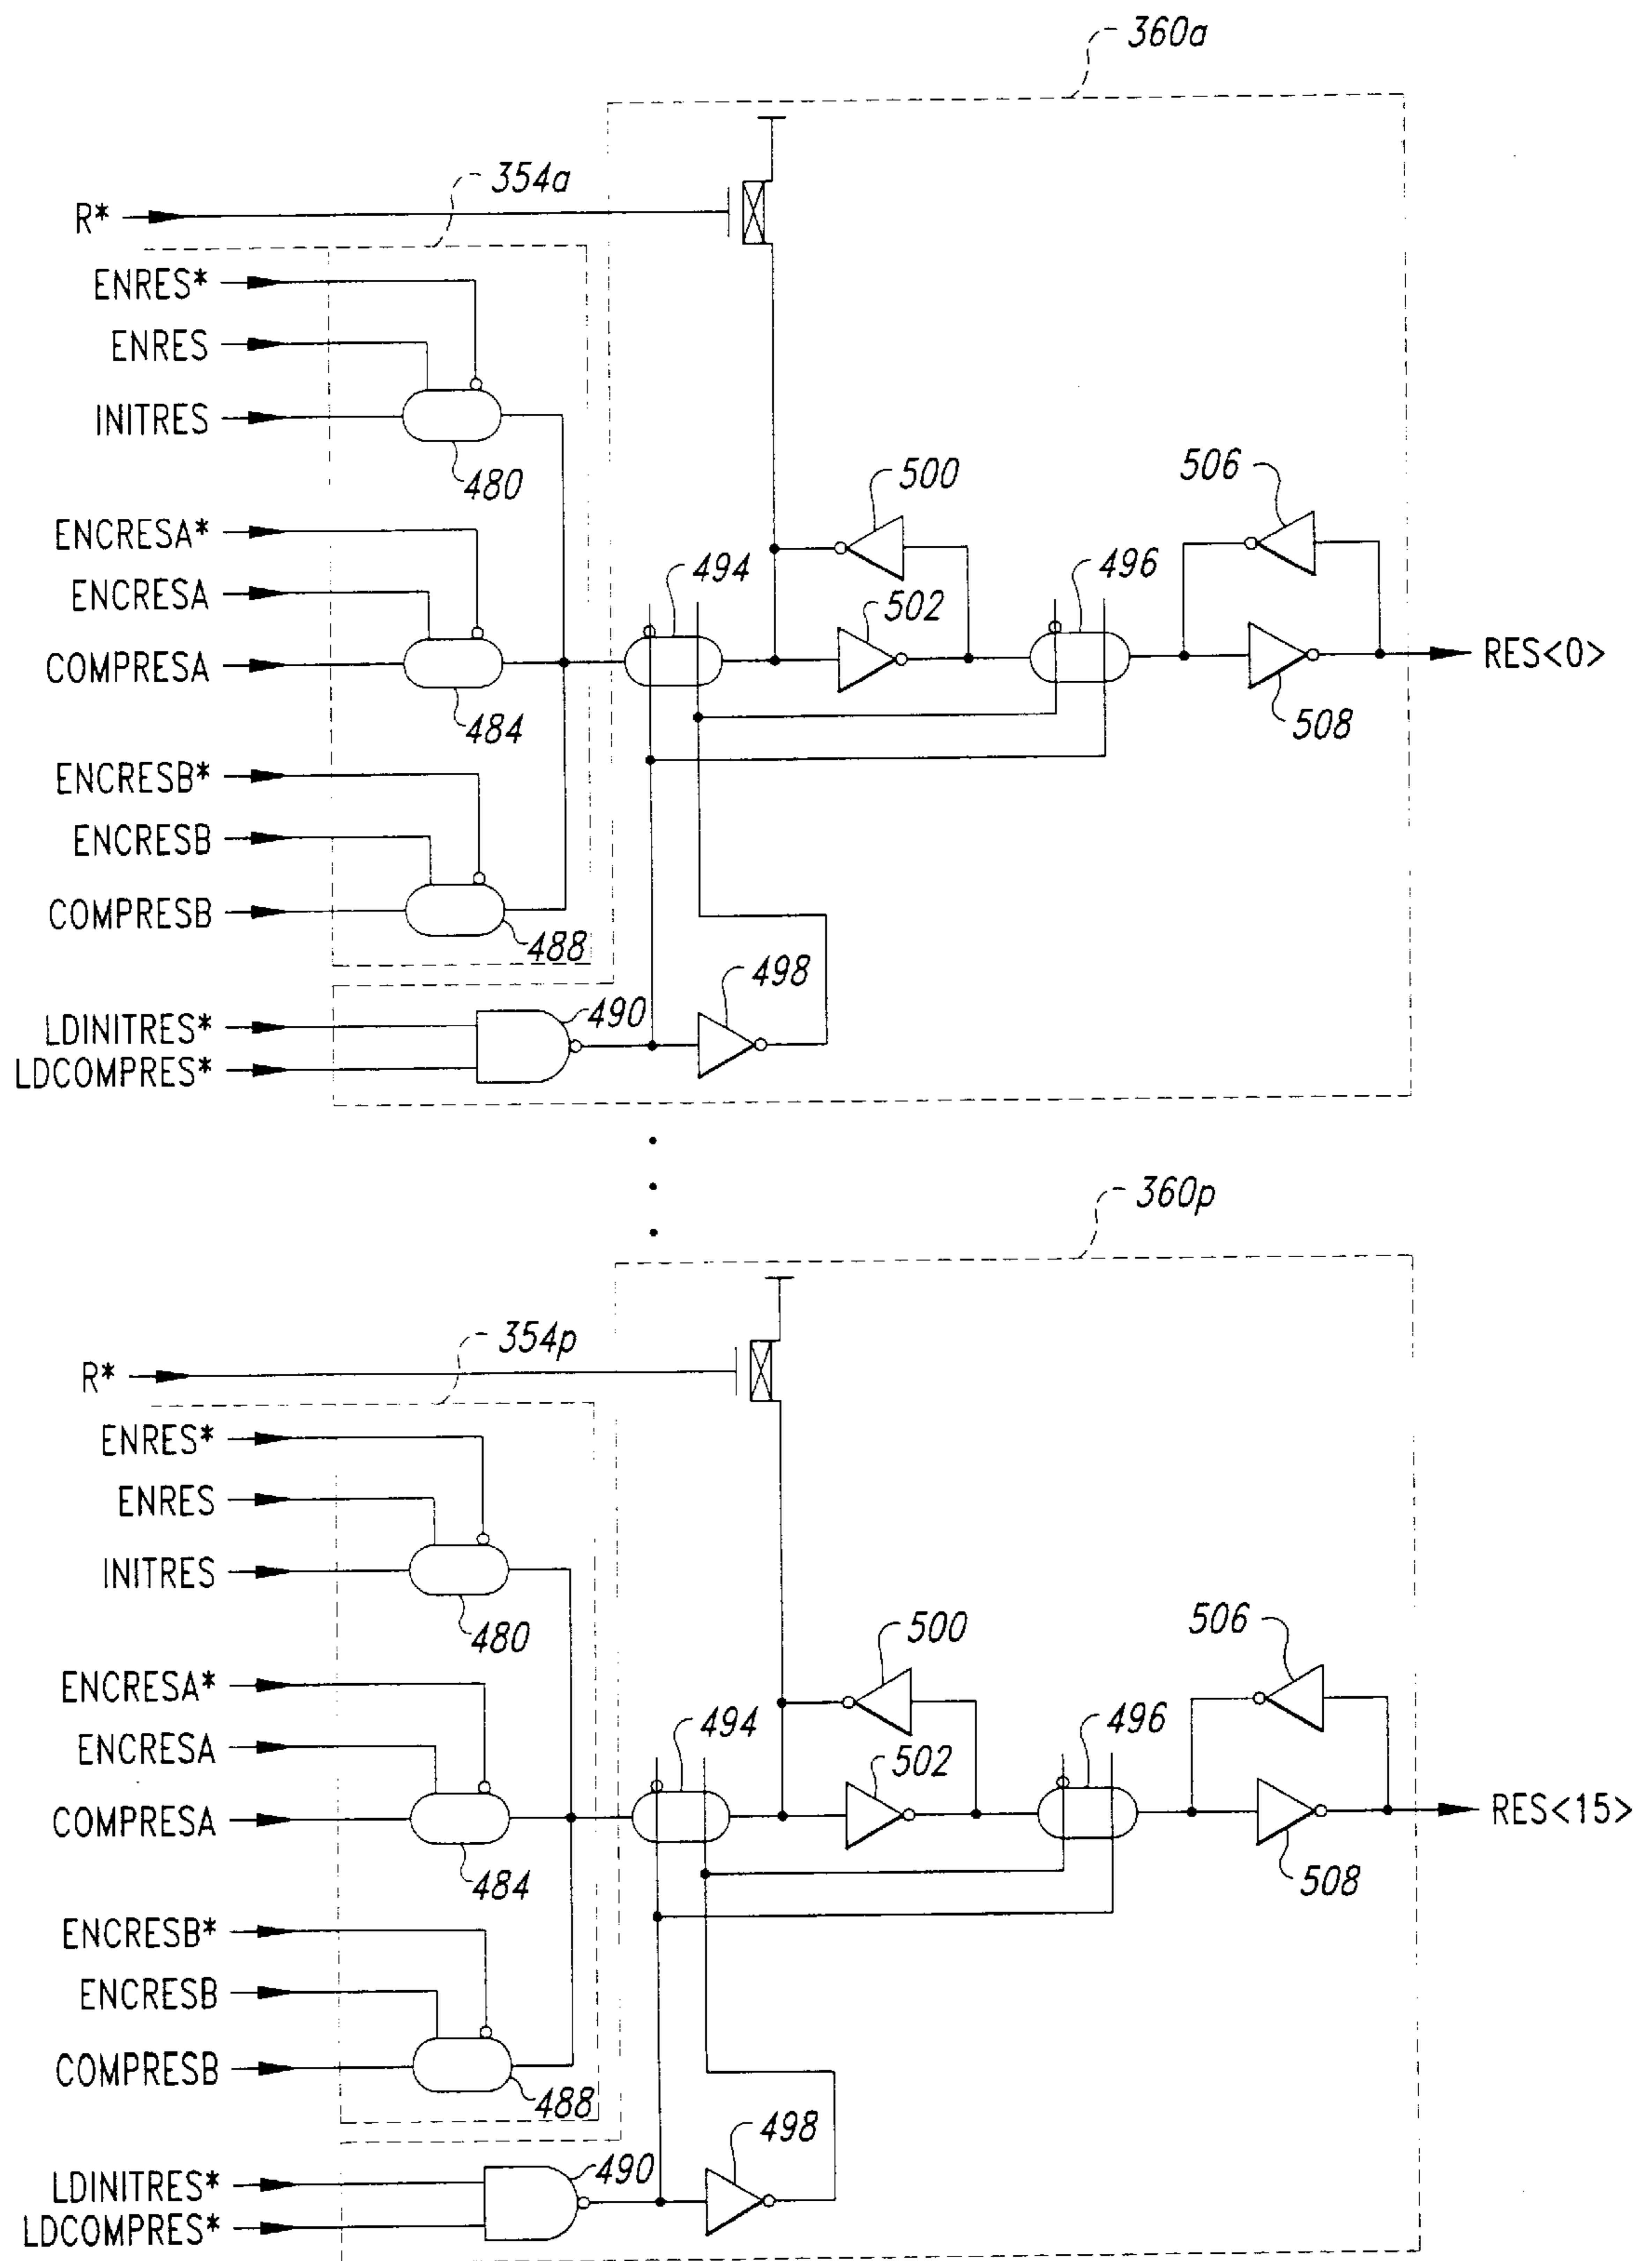 360a
354a
R*
ENRES*
ENRES
INITRES
480
500
506
ENCRESA*
494
496
ENCRESA
502
COMPRESA
RES<0>
484
508
ENCRESB*
ENCRESB
COMPRESB
488
498
LDINITRES*
490
LDCOMPRES*
360p
354p
R*
ENRES*
ENRES
INITRES
480
500
506
ENCRESA*
494
496
ENCRESA
502
COMPRESA
RES<15>
484
508
ENCRESB*
ENCRESB
COMPRESB
488
498
LDINITRES*
490
LDCOMPRES*